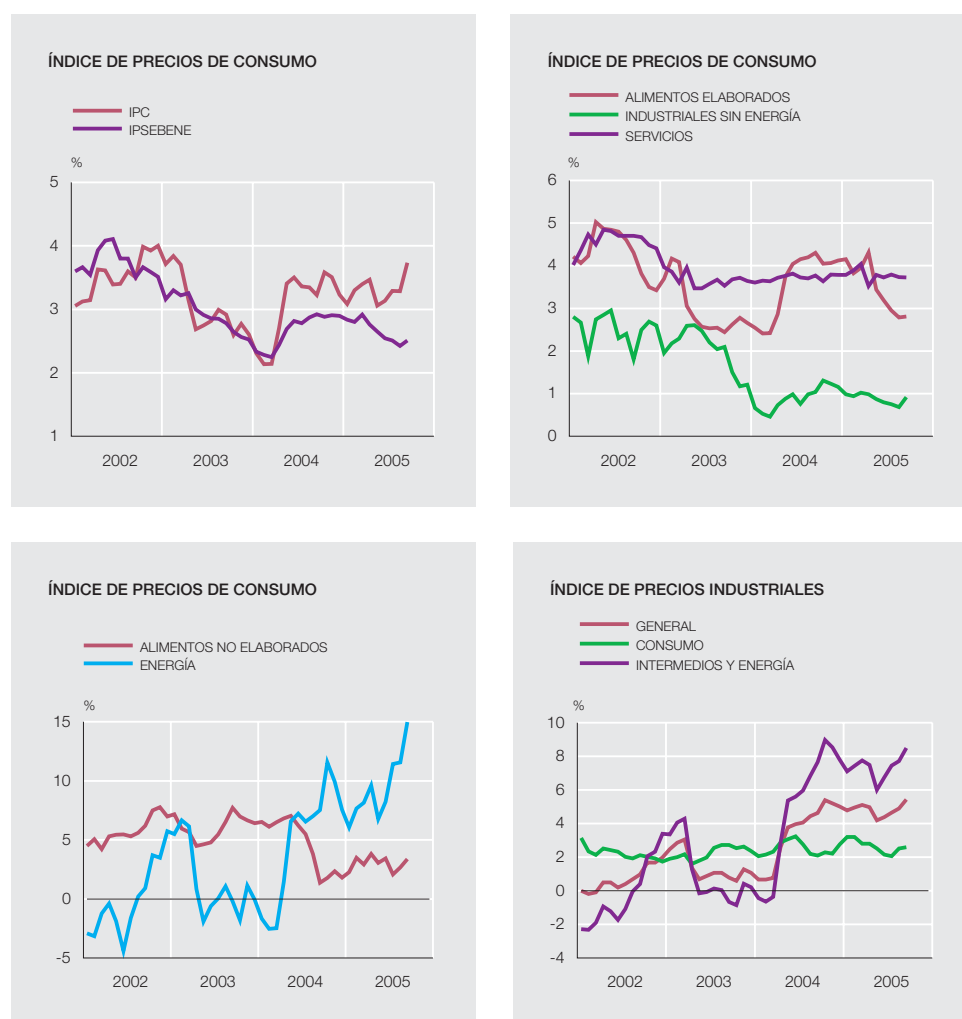 ÍNDICE DE PRECIOS DE CONSUMO
IPC
IPSEBENE
%
5
4
3
2
1
2002 2003 2004 2005
ÍNDICE DE PRECIOS DE CONSUMO
ALIMENTOS ELABORADOS
INDUSTRIALES SIN ENERGÍA
SERVICIOS
%
6
5
4
3
2
1
0
2002 2003 2004 2005
ÍNDICE DE PRECIOS DE CONSUMO
ALIMENTOS NO ELABORADOS
ENERGÍA
%
15
10
5
0
-5
2002 2003 2004 2005
ÍNDICE DE PRECIOS INDUSTRIALES
GENERAL
CONSUMO
INTERMEDIOS Y ENERGÍA
%
10
8
6
4
2
0
-2
-4
2002 2003 2004 2005